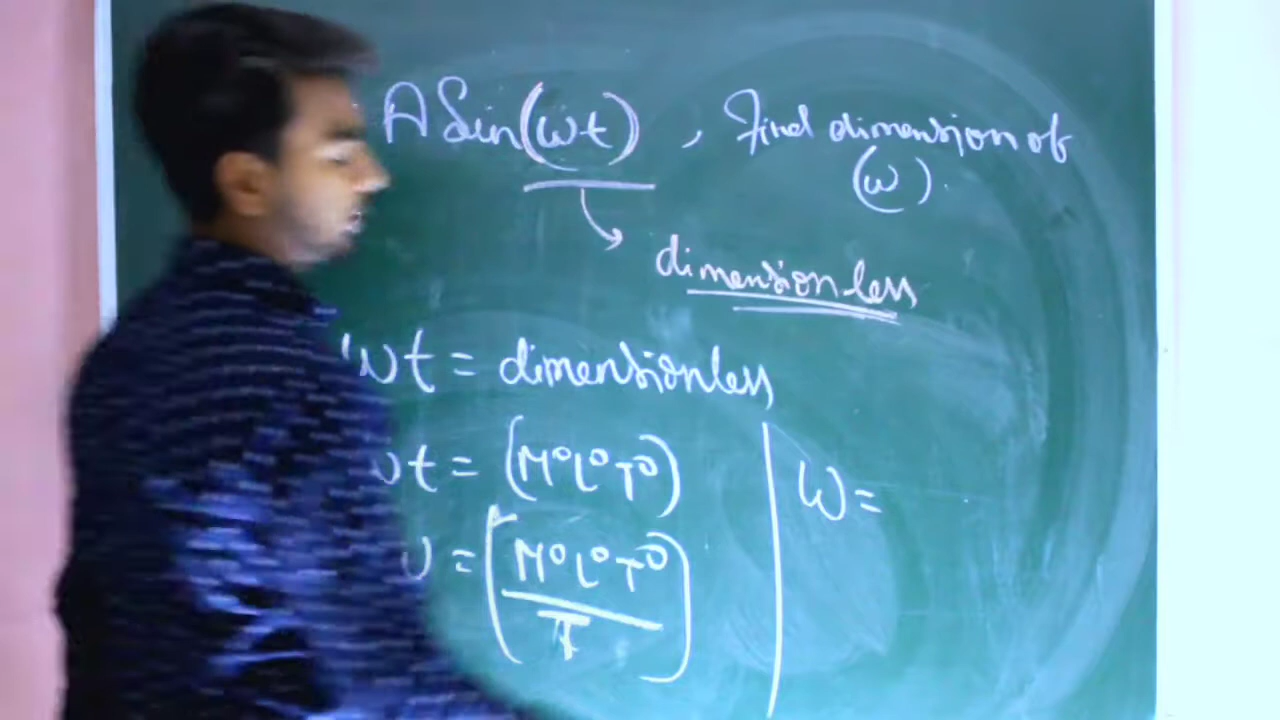 A Sin(ωt) , Find dimension of
(ω).
dimensionless
ωt = dimensionless
ωt = (M⁰L⁰T⁰)
ω = [M⁰L⁰T⁰ / T]
ω =